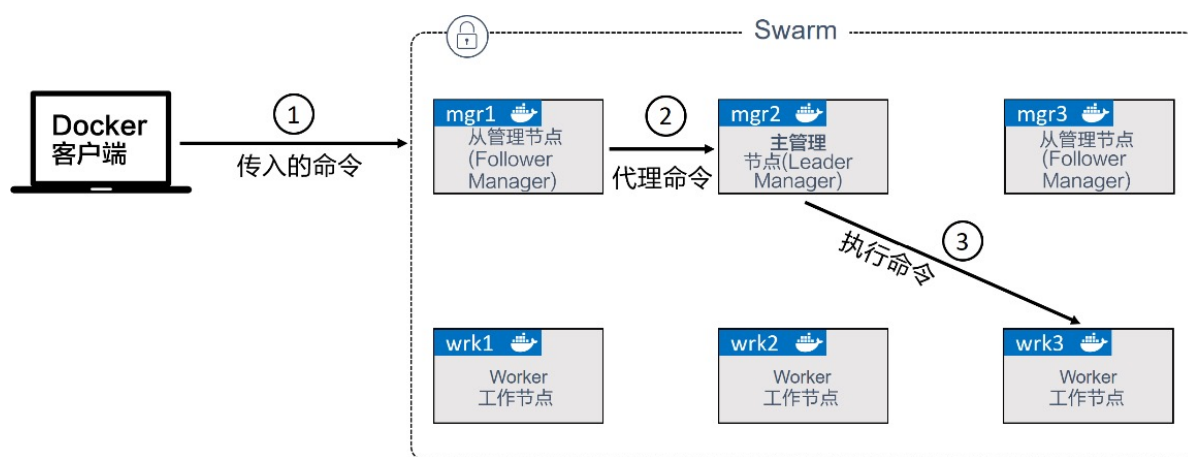 Swarm
Docker
客户端
①
传入的命令
mgr1
从管理节点
(Follower
Manager)
②
代理命令
mgr2
主管理
节点(Leader
Manager)
mgr3
从管理节点
(Follower
Manager)
③
执行命令
wrk1
Worker
工作节点
wrk2
Worker
工作节点
wrk3
Worker
工作节点